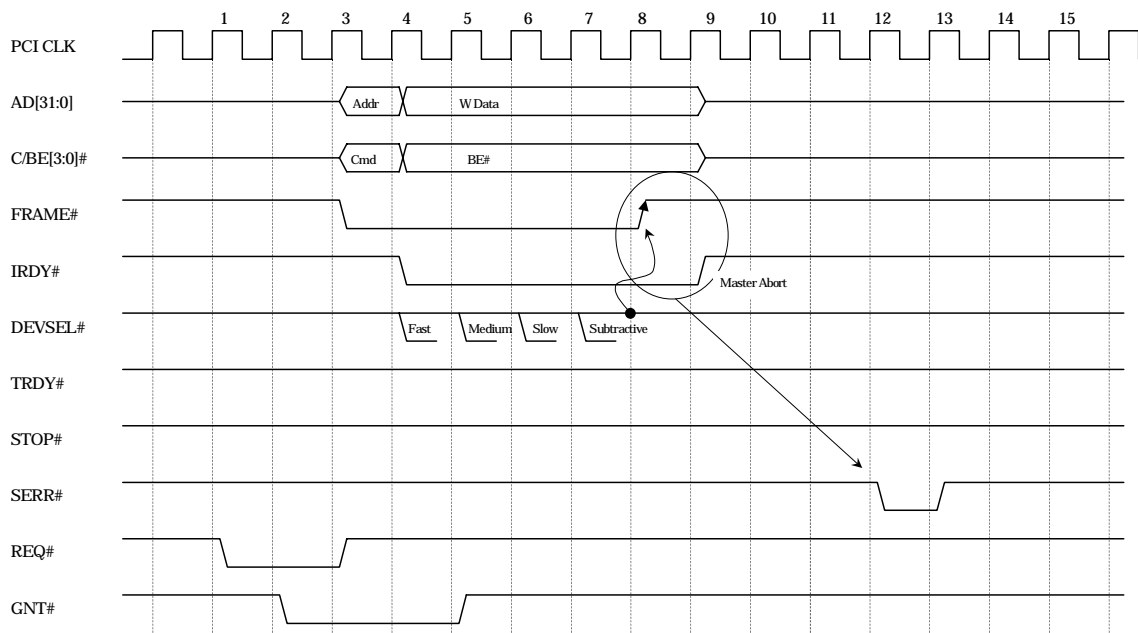 1 2 3 4 5 6 7 8 9 10 11 12 13 14 15
PCI CLK
AD[31:0] Addr W Data
C/BE[3:0]# Cmd BE#
FRAME#
IRDY#
Master Abort
DEVSEL# Fast Medium Slow Subtractive
TRDY#
STOP#
SERR#
REQ#
GNT#